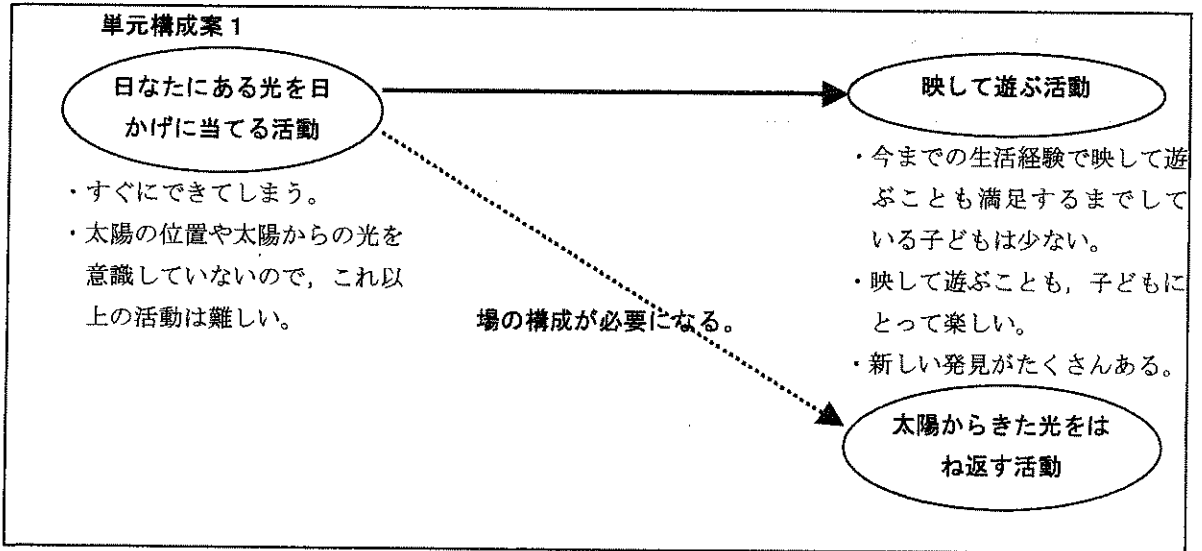 単元構成案1
日なたにある光を日
かげに当てる活動
・すぐにできてしまう。
・太陽の位置や太陽からの光を
意識していないので，これ以
上の活動は難しい。
場の構成が必要になる。
映して遊ぶ活動
・今までの生活経験で映して遊
ぶことも満足するまでして
いる子どもは少ない。
・映して遊ぶことも，子どもに
とって楽しい。
・新しい発見がたくさんある。
太陽からきた光をは
ね返す活動